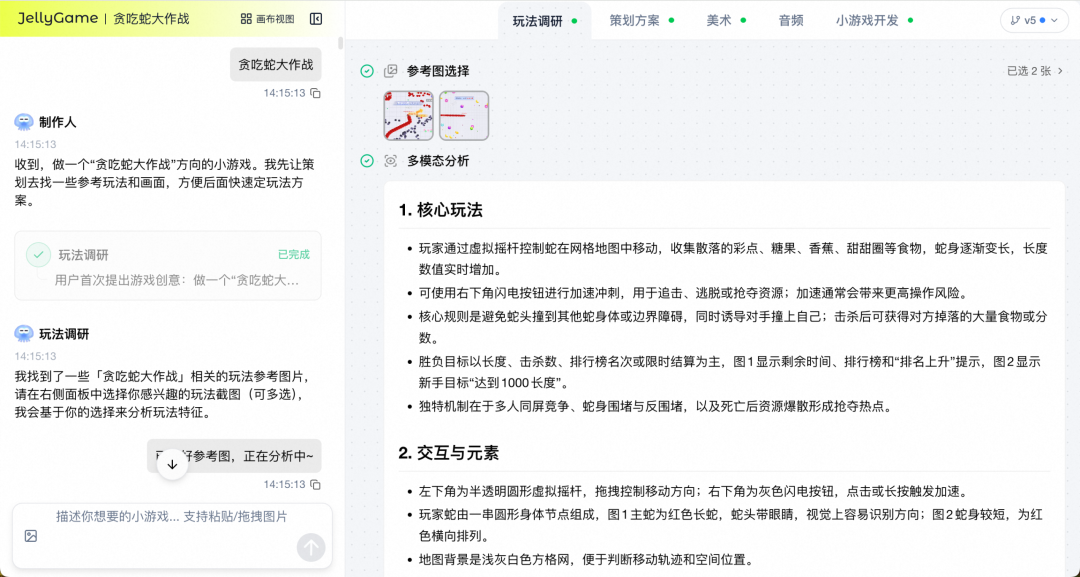 JellyGame | 贪吃蛇大作战
画布视图
贪吃蛇大作战
14:15:13
制作人
14:15:13
收到，做一个“贪吃蛇大作战”方向的小游戏。我先让策
划去找一些参考玩法和画面，方便后面快速定玩法方
案。
玩法调研
已完成
用户首次提出游戏创意：做一个“贪吃蛇大...
玩法调研
14:15:13
我找到了一些「贪吃蛇大作战」相关的玩法参考图片，
请在右侧面板中选择你感兴趣的玩法截图（可多选），
我会基于你的选择来分析玩法特征。
好参考图，正在分析中~
14:15:13
描述你想要的小游戏... 支持粘贴/拖拽图片
玩法调研
策划方案
美术
音频
小游戏开发
v5
参考图选择
已选 2 张
多模态分析
1. 核心玩法
• 玩家通过虚拟摇杆控制蛇在网格地图中移动，收集散落的彩点、糖果、香蕉、甜甜圈等食物，蛇身逐渐变长，长度
数值实时增加。
• 可使用右下角闪电按钮进行加速冲刺，用于追击、逃脱或抢夺资源；加速通常会带来更高操作风险。
• 核心规则是避免蛇头撞到其他蛇身体或边界障碍，同时诱导对手撞上自己；击杀后可获得对方掉落的大量食物或分
数。
• 胜负目标以长度、击杀数、排行榜名次或限时结算为主，图1显示剩余时间、排行榜和“排名上升”提示，图2显示
新手目标“达到1000长度”。
• 独特机制在于多人同屏竞争、蛇身围堵与反围堵，以及死亡后资源爆散形成抢夺热点。
2. 交互与元素
• 左下角为半透明圆形虚拟摇杆，拖拽控制移动方向；右下角为灰色闪电按钮，点击或长按触发加速。
• 玩家蛇由一串圆形身体节点组成，图1主蛇为红色长蛇，蛇头带眼睛，视觉上容易识别方向；图2蛇身较短，为红
色横向排列。
• 地图背景是浅灰白色方格网，便于判断移动轨迹和空间位置。